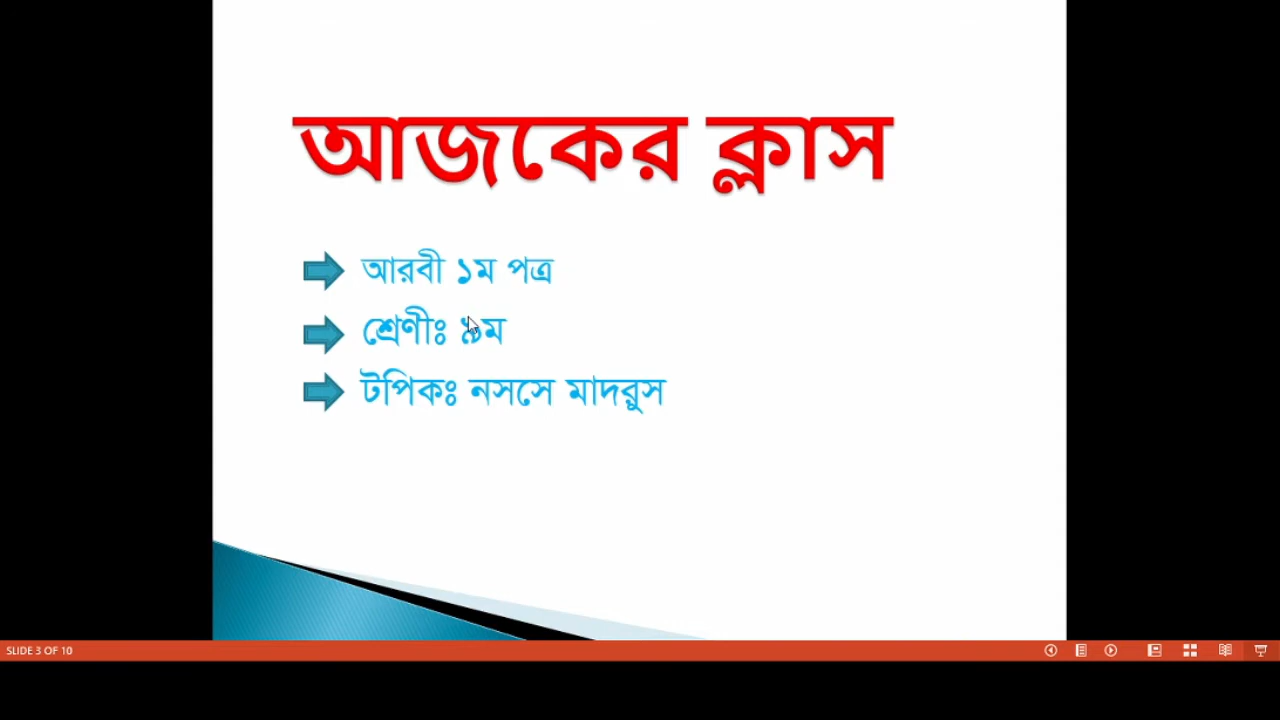 আজকের ক্লাস
আরবী ১ম পত্র
শ্রেণীঃ ৯ম
টপিকঃ নসসে মাদরুস
SLIDE 3 OF 10